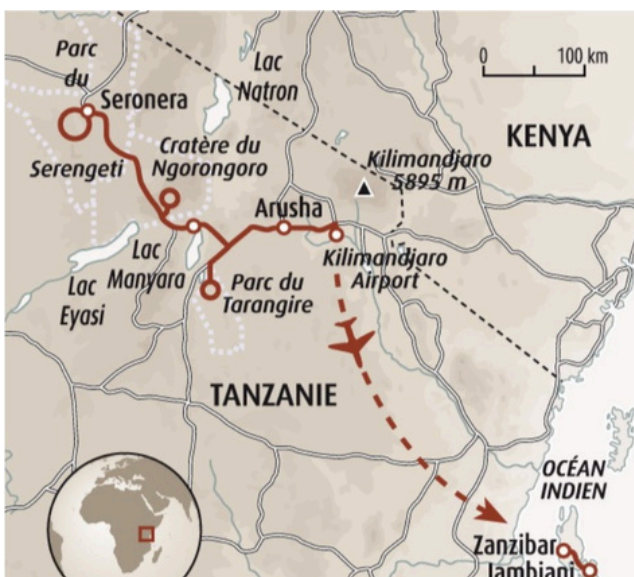 Parc
du
Serengeti
Seronera
Cratère du
Ngorongoro
Lac
Natron
0 100 km
KENYA
Kilimandjaro
5895 m
Arusha
Kilimandjaro
Airport
Lac
Manyara
Lac
Eyasi
Parc du
Tarangire
TANZANIE
OCÉAN
INDIEN
Zanzibar
Jambiani